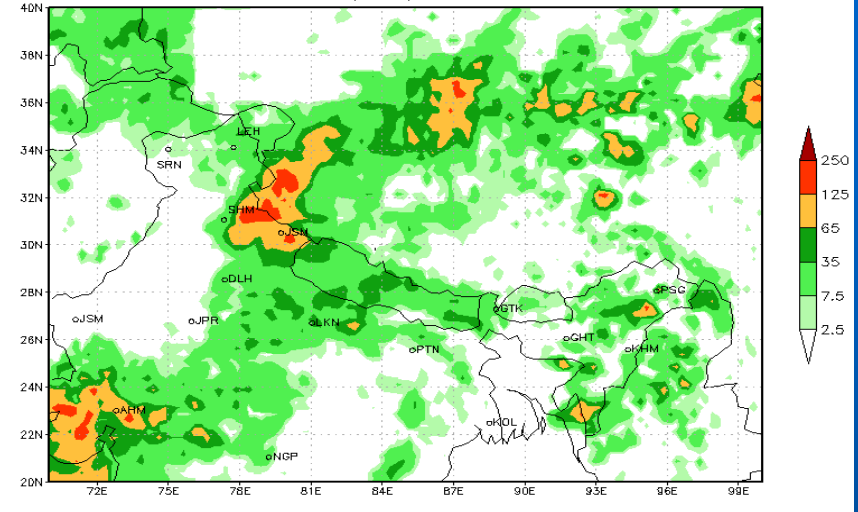 40N
38N
36N
LEH
34N
SRN
32N
SHM
JSM
30N
DLH
28N
PSG
GTK
JSM
JPR
LKN
26N
GHT
PTN
KHM
24N
AHM
KOL
22N
NGP
20N
72E 75E 78E 81E 84E 87E 90E 93E 96E 99E
250
125
65
35
7.5
2.5